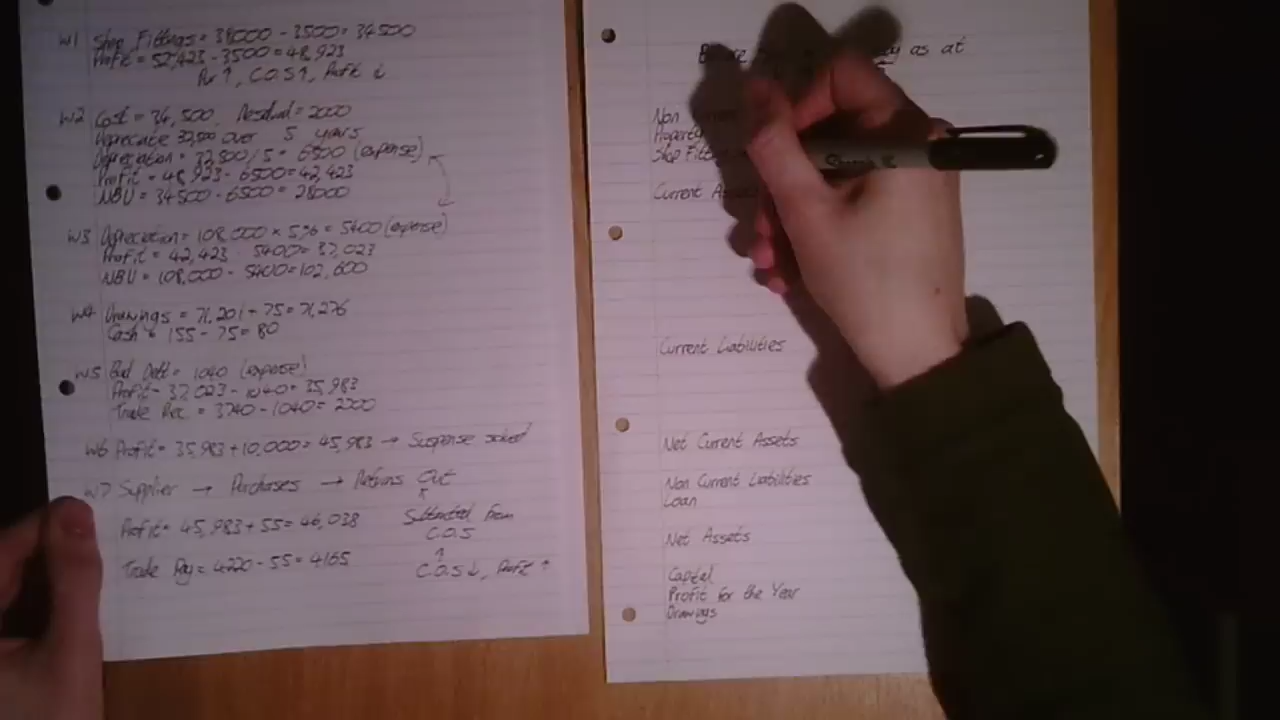 W1 Shop Fittings = 38000 - 3500 = 34500
Profit = 52,423 - 3500 = 48,923
Pur ↑, C.O.S ↑, Profit ↓
W2 Cost = 34,500, Residual = 2000
Depreciate 32,500 over 5 years
Depreciation = 32,500/5 = 6500 (expense)
Profit = 48,923 - 6500 = 42,423
NBV = 34500 - 6500 = 28000
W3 Depreciation = 108,000 × 5% = 5400 (expense)
Profit = 42,423 - 5400 = 37,023
NBV = 108,000 - 5400 = 102,600
W4 Drawings = 71,201 + 75 = 71,276
Cash = 155 - 75 = 80
W5 Bad Debt = 1040 (expense)
Profit = 37,023 - 1040 = 35,983
Trade Rec. = 3740 - 1040 = 2700
W6 Profit = 35,983 + 10,000 = 45,983 → Suspense solved
W7 Supplier → Purchases → Returns Out
Profit = 45,983 + 55 = 46,038
Subtracted from
C.O.S
Trade Pay = 4220 - 55 = 4165
C.O.S ↓, Profit ↑
as at
Non
Property
Shop
Current
Current Liabilities
Net Current Assets
Non Current Liabilities
Loan
Net Assets
Capital
Profit for the Year
Drawings
Sharpie